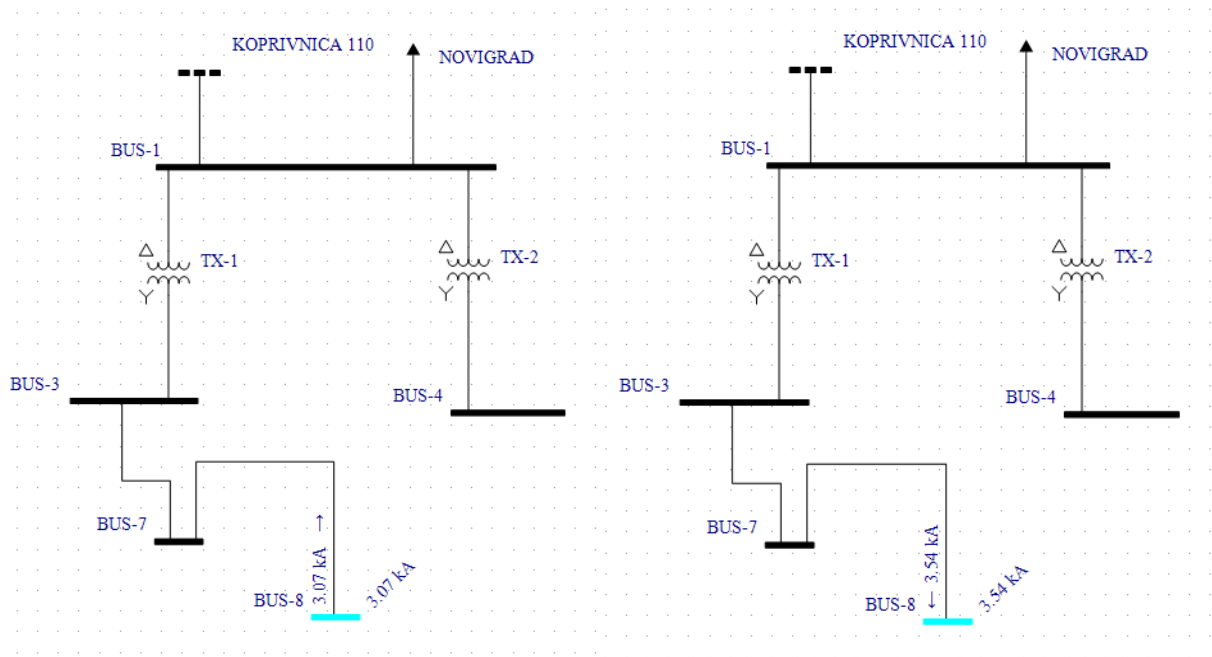 KOPRIVNICA 110
NOVIGRAD
BUS-1
TX-1
TX-2
BUS-3
BUS-4
BUS-7
BUS-8
3.07 kA →
3.07 kA
KOPRIVNICA 110
NOVIGRAD
BUS-1
TX-1
TX-2
BUS-3
BUS-4
BUS-7
BUS-8
← 3.54 kA
3.54 kA